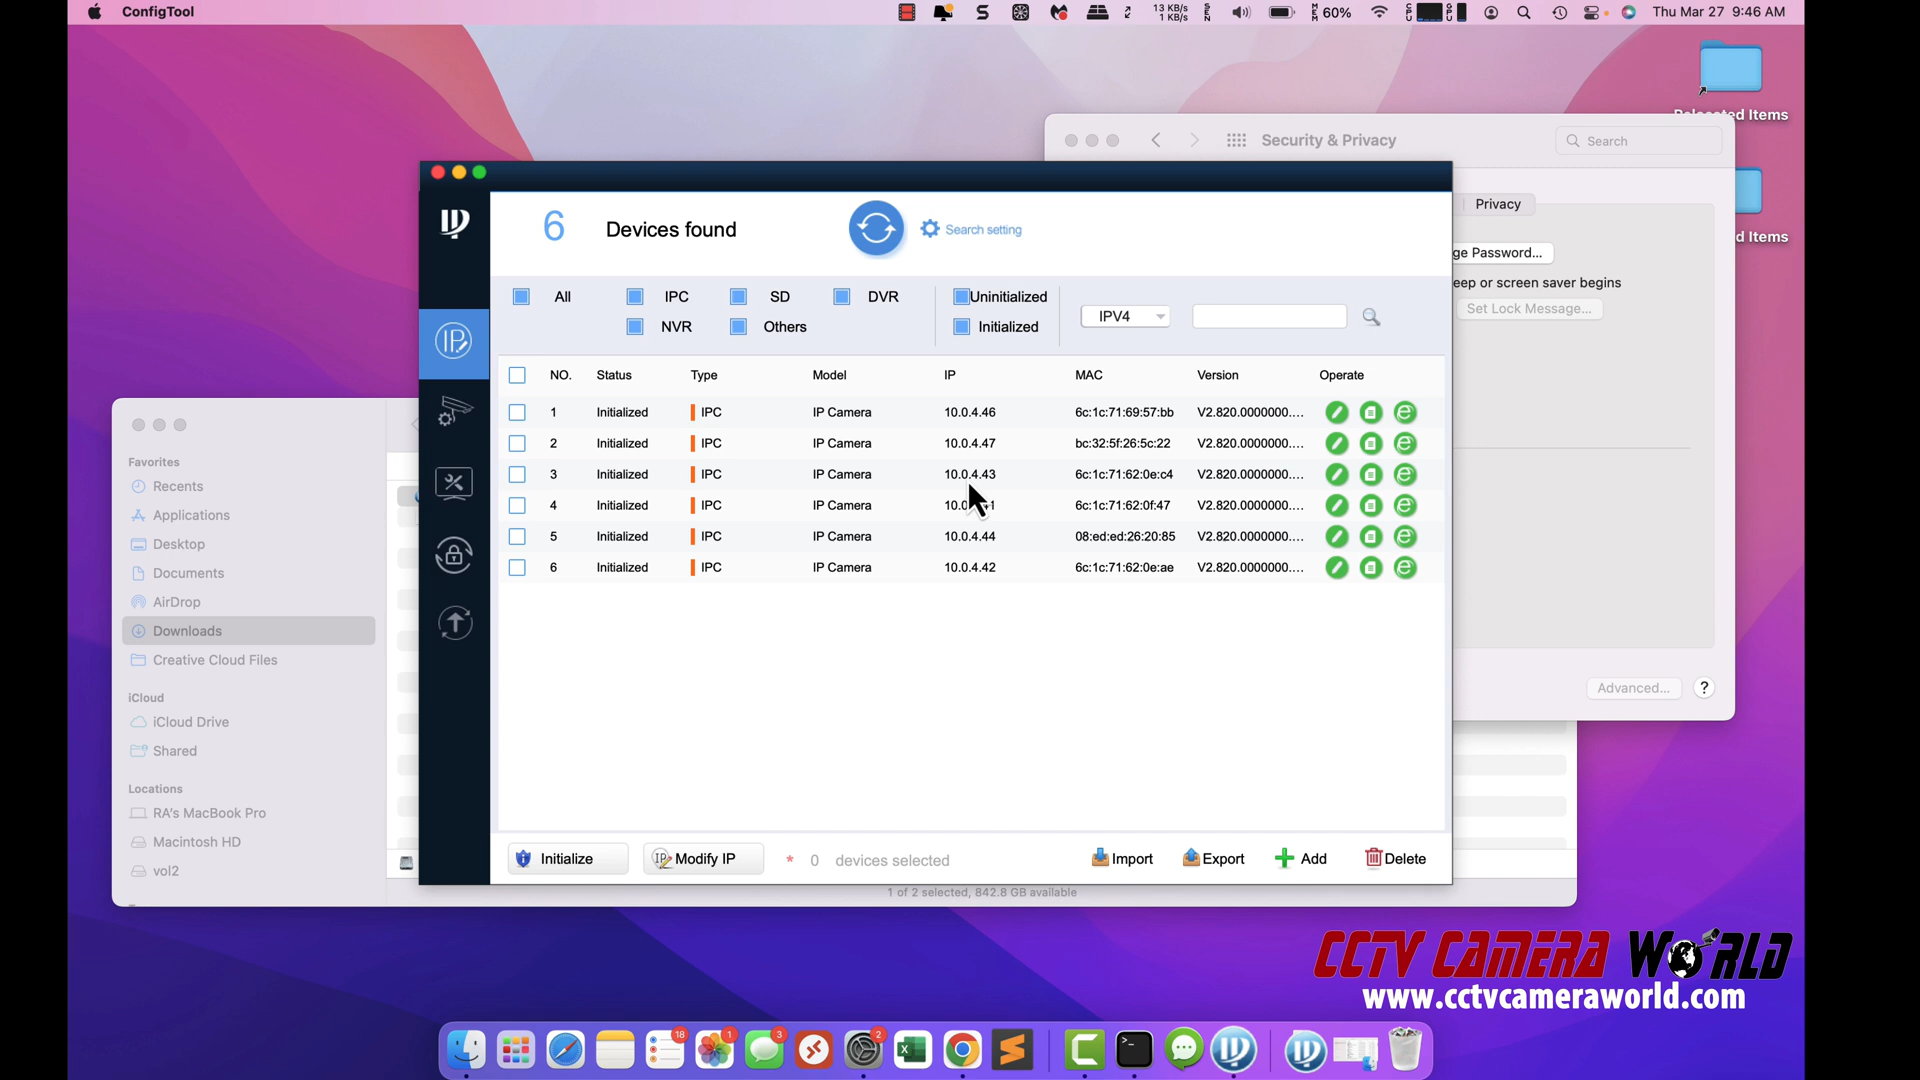 ConfigTool
13 KB/s
1 KB/s
SEN
MEM 60%
CPU
GPU
Thu Mar 27 9:46 AM
Items
Security & Privacy
Search
Privacy
d Items
ge Password...
eep or screen saver begins
Set Lock Message...
Advanced...
?
6 Devices found
Search setting
All IPC SD DVR Uninitialized
NVR Others Initialized
IPV4
NO. Status Type Model IP MAC Version Operate
1 Initialized IPC IP Camera 10.0.4.46 6c:1c:71:69:57:bb V2.820.0000000....
2 Initialized IPC IP Camera 10.0.4.47 bc:32:5f:26:5c:22 V2.820.0000000....
3 Initialized IPC IP Camera 10.0.4.43 6c:1c:71:62:0e:c4 V2.820.0000000....
4 Initialized IPC IP Camera 6c:1c:71:62:0f:47 V2.820.0000000....
5 Initialized IPC IP Camera 10.0.4.44 08:ed:ed:26:20:85 V2.820.0000000....
6 Initialized IPC IP Camera 10.0.4.42 6c:1c:71:62:0e:ae V2.820.0000000....
Initialize Modify IP * 0 devices selected Import Export Add Delete
Favorites
Recents
Applications
Desktop
Documents
AirDrop
Downloads
Creative Cloud Files
iCloud
iCloud Drive
Shared
Locations
RA's MacBook Pro
Macintosh HD
vol2
1 of 2 selected, 842.8 GB available
CCTV CAMERA WORLD
www.cctvcameraworld.com
18
1
3
2